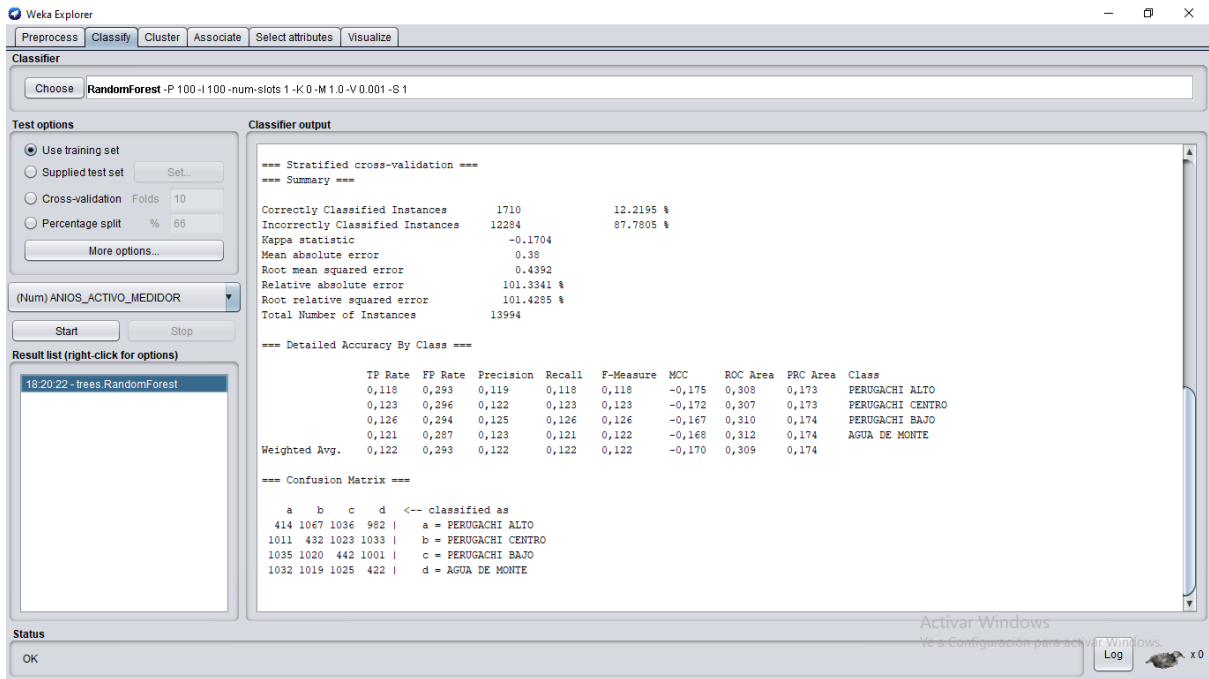 Weka Explorer
Preprocess Classify Cluster Associate Select attributes Visualize
Classifier
Choose RandomForest -P 100 -I 100 -num-slots 1 -K 0 -M 1.0 -V 0.001 -S 1
Test options
Use training set
Supplied test set Set...
Cross-validation Folds 10
Percentage split % 66
More options...
(Num) ANIOS_ACTIVO_MEDIDOR
Start Stop
Result list (right-click for options)
18:20:22 - trees.RandomForest
Classifier output
=== Stratified cross-validation ===
=== Summary ===
Correctly Classified Instances 1710 12.2195 %
Incorrectly Classified Instances 12284 87.7805 %
Kappa statistic -0.1704
Mean absolute error 0.38
Root mean squared error 0.4392
Relative absolute error 101.3341 %
Root relative squared error 101.4285 %
Total Number of Instances 13994
=== Detailed Accuracy By Class ===
TP Rate FP Rate Precision Recall F-Measure MCC ROC Area PRC Area Class
0,118 0,293 0,119 0,118 0,118 -0,175 0,308 0,173 PERUGACHI ALTO
0,123 0,296 0,122 0,123 0,123 -0,172 0,307 0,173 PERUGACHI CENTRO
0,126 0,294 0,125 0,126 0,126 -0,167 0,310 0,174 PERUGACHI BAJO
0,121 0,287 0,123 0,121 0,122 -0,168 0,312 0,174 AGUA DE MONTE
Weighted Avg. 0,122 0,293 0,122 0,122 0,122 -0,170 0,309 0,174
=== Confusion Matrix ===
a b c d <-- classified as
414 1067 1036 982 | a = PERUGACHI ALTO
1011 432 1023 1033 | b = PERUGACHI CENTRO
1035 1020 442 1001 | c = PERUGACHI BAJO
1032 1019 1025 422 | d = AGUA DE MONTE
Activar Windows
Ve a Configuración para activar Windows.
Status
OK
Log x 0